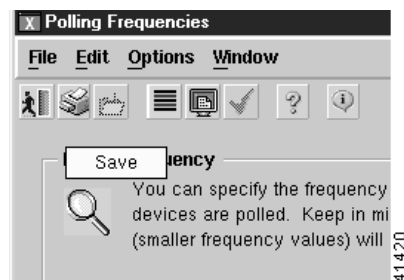 X Polling Frequencies
File Edit Options Window
Save
You can specify the frequency
devices are polled. Keep in mi
(smaller frequency values) will
41420